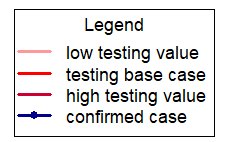 Legend
low testing value
testing base case
high testing value
confirmed case